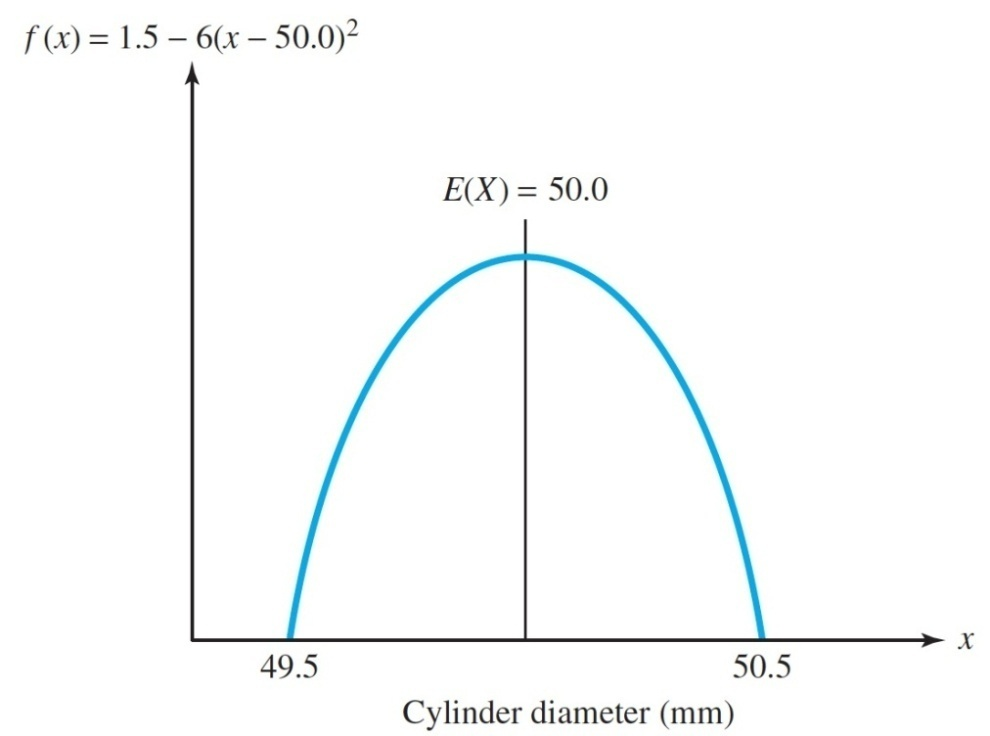 f(x) = 1.5 – 6(x – 50.0)²
E(X) = 50.0
x
49.5
50.5
Cylinder diameter (mm)